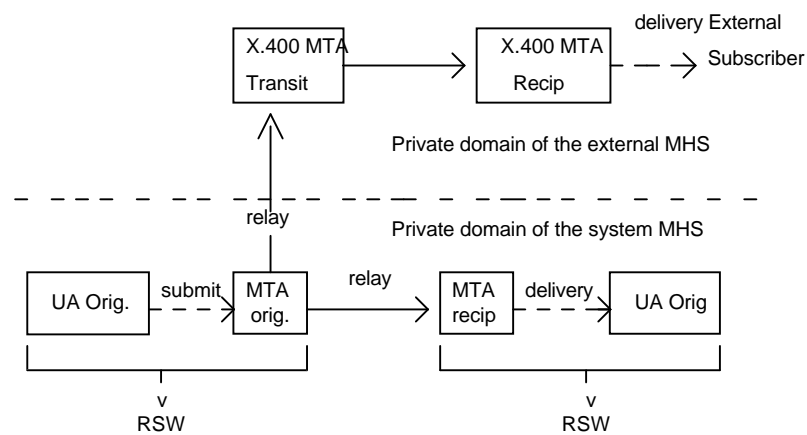 delivery External
X.400 MTA
Transit
X.400 MTA
Recip
Subscriber
Private domain of the external MHS
relay
Private domain of the system MHS
UA Orig.
submit
MTA
orig.
relay
MTA
recip
delivery
UA Orig
v
RSW
v
RSW